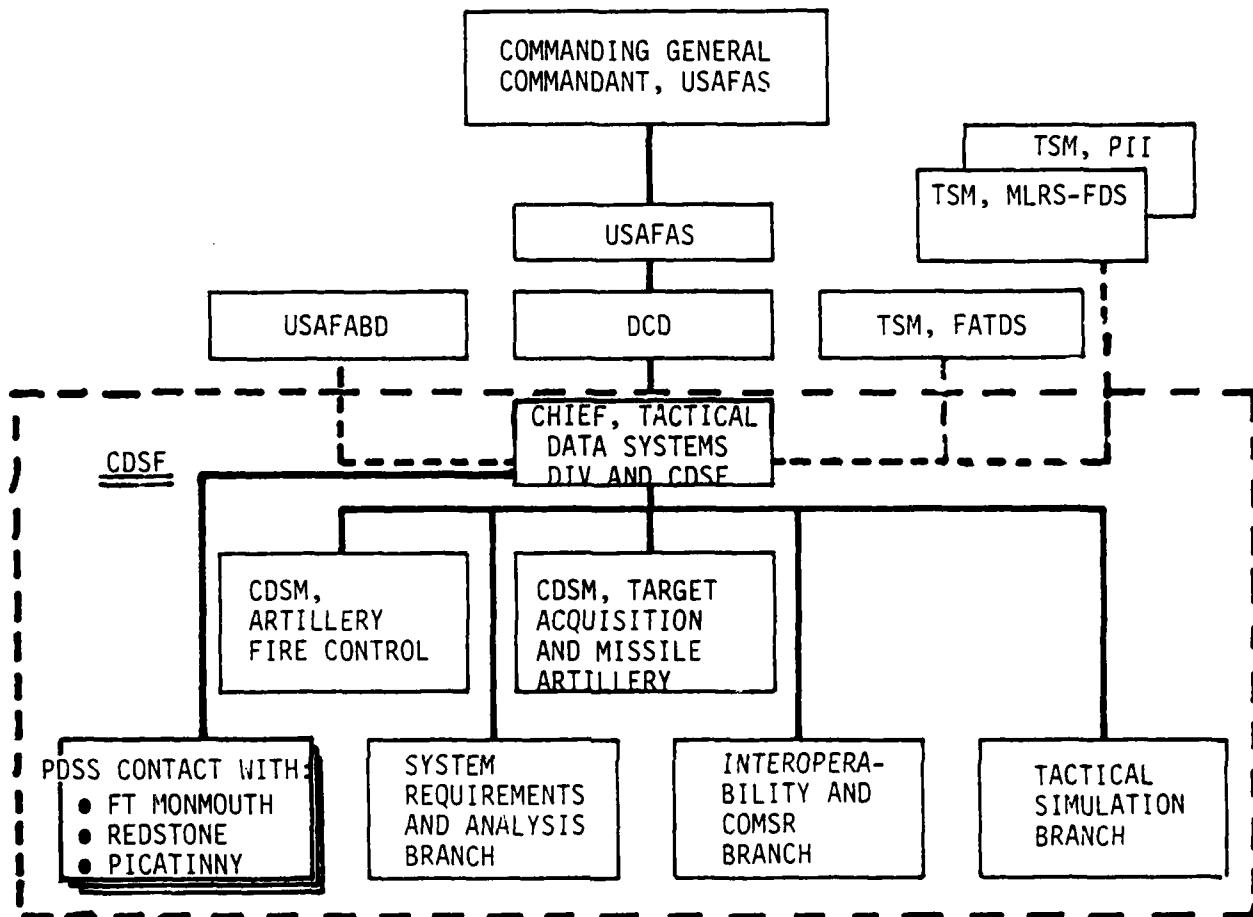 COMMANDING GENERAL
COMMANDANT, USAFAS
TSM, PII
TSM, MLRS-FDS
USAFAS
USAFABD
DCD
TSM, FATDS
CHIEF, TACTICAL
DATA SYSTEMS
DIV AND CDSF
CDSF
CDSM,
ARTILLERY
FIRE CONTROL
CDSM, TARGET
ACQUISITION
AND MISSILE
ARTILLERY
PDSS CONTACT WITH:
● FT MONMOUTH
● REDSTONE
● PICATINNY
SYSTEM
REQUIREMENTS
AND ANALYSIS
BRANCH
INTEROPERA-
BILITY AND
COMSR
BRANCH
TACTICAL
SIMULATION
BRANCH